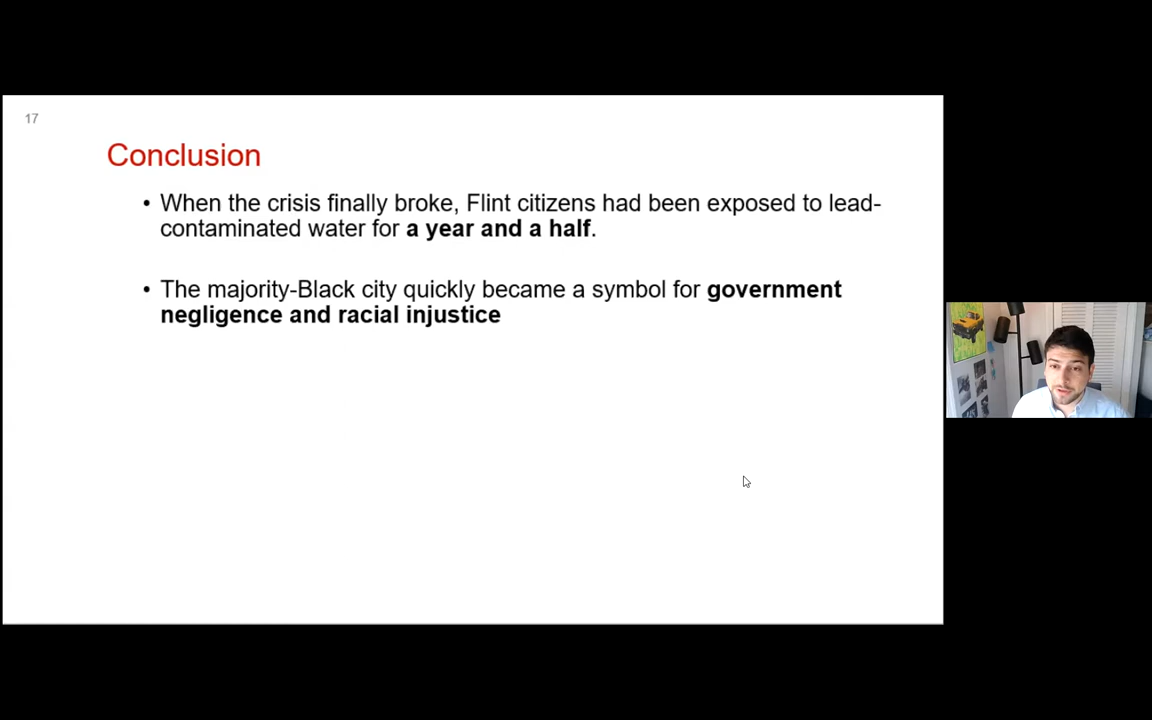 17
Conclusion
• When the crisis finally broke, Flint citizens had been exposed to lead-
contaminated water for a year and a half.
• The majority-Black city quickly became a symbol for government
negligence and racial injustice